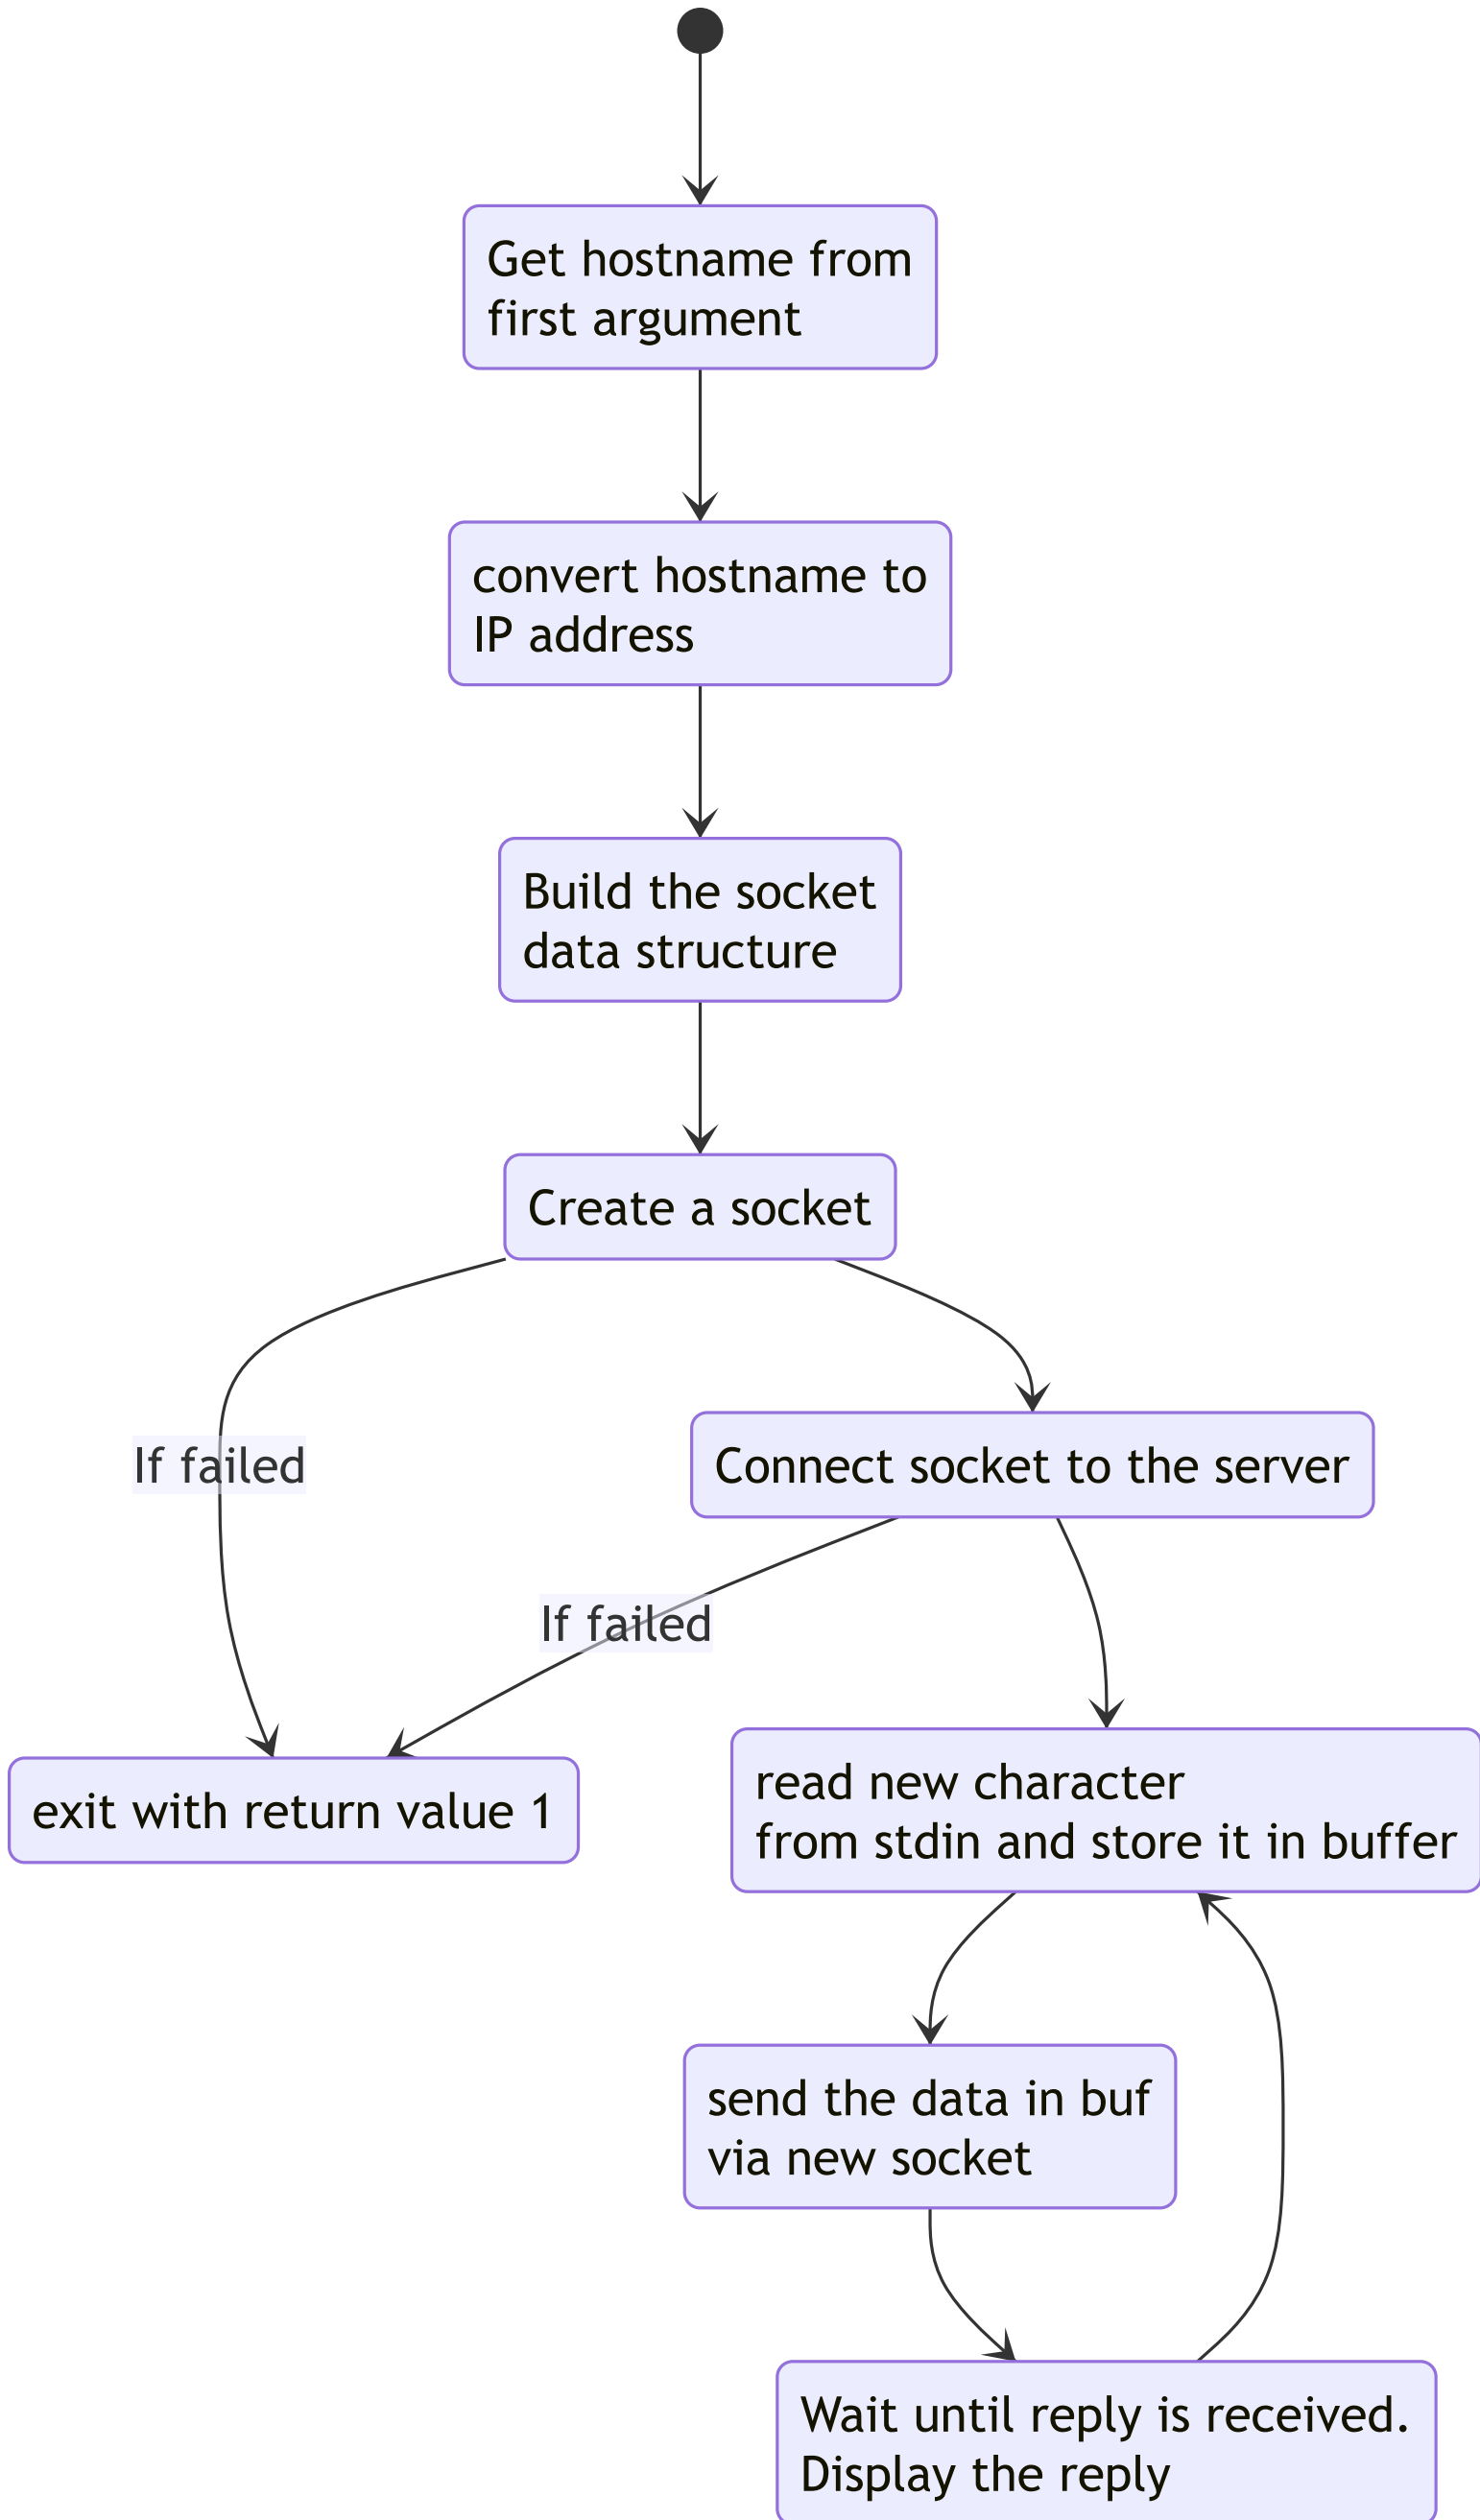 Get hostname from
first argument
convert hostname to
IP address
Build the socket
data structure
Create a socket
If failed
Connect socket to the server
If failed
exit with return value 1
read new character
from stdin and store it in buffer
send the data in buf
via new socket
Wait until reply is received.
Display the reply